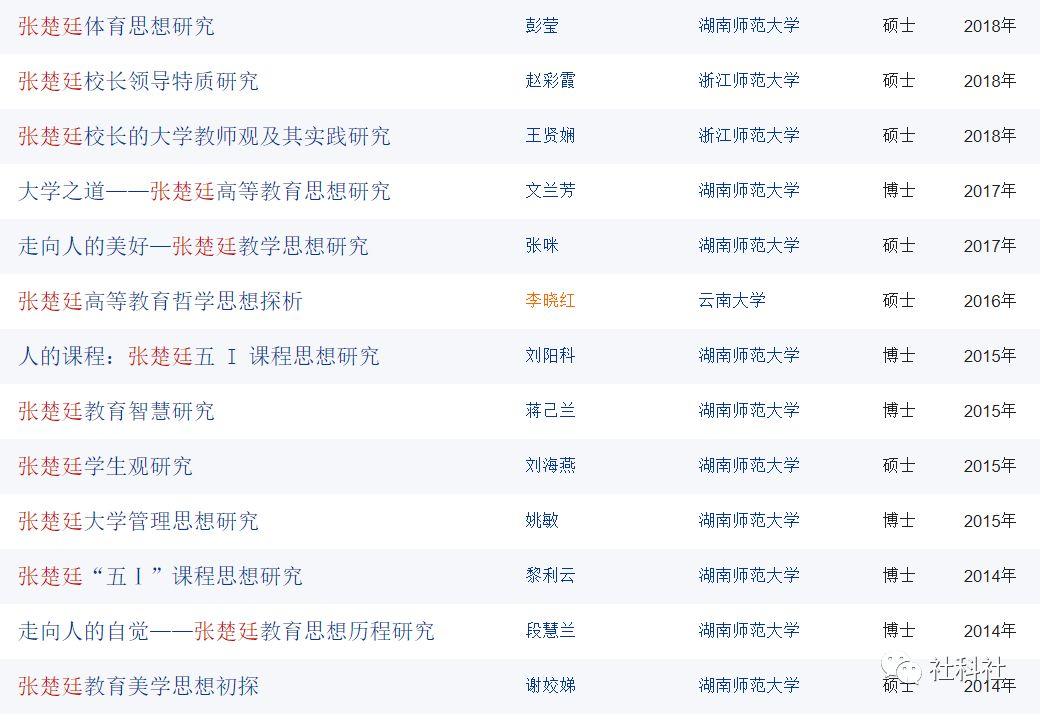 张楚廷体育思想研究 彭莹 湖南师范大学 硕士 2018年
张楚廷校长领导特质研究 赵彩霞 浙江师范大学 硕士 2018年
张楚廷校长的大学教师观及其实践研究 王贤娴 浙江师范大学 硕士 2018年
大学之道——张楚廷高等教育思想研究 文兰芳 湖南师范大学 博士 2017年
走向人的美好—张楚廷教学思想研究 张咪 湖南师范大学 硕士 2017年
张楚廷高等教育哲学思想探析 李晓红 云南大学 硕士 2016年
人的课程：张楚廷五 I 课程思想研究 刘阳科 湖南师范大学 博士 2015年
张楚廷教育智慧研究 蒋己兰 湖南师范大学 博士 2015年
张楚廷学生观研究 刘海燕 湖南师范大学 硕士 2015年
张楚廷大学管理思想研究 姚敏 湖南师范大学 博士 2015年
张楚廷“五Ⅰ”课程思想研究 黎利云 湖南师范大学 博士 2014年
走向人的自觉——张楚廷教育思想历程研究 段慧兰 湖南师范大学 博士 2014年
张楚廷教育美学思想初探 谢姣娣 湖南师范大学 硕士 2014年
社科社